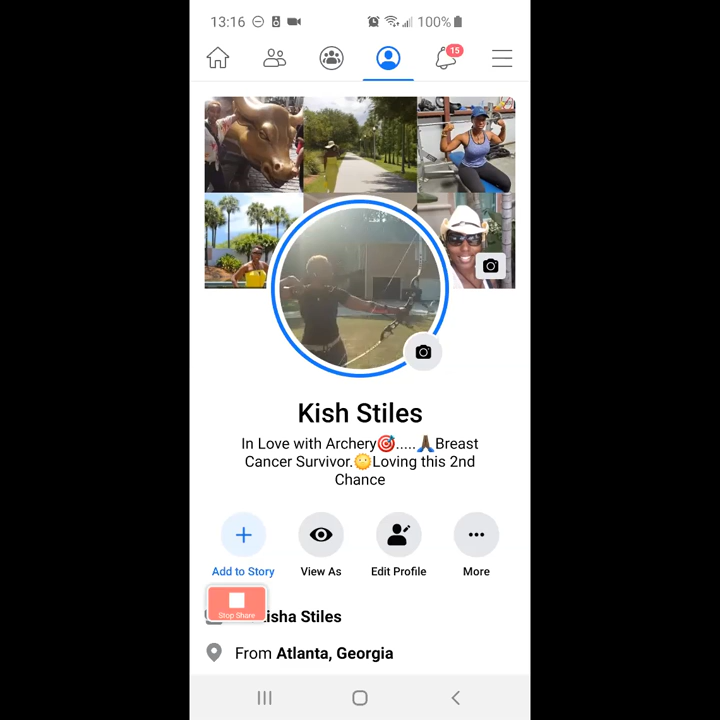 13:16 100%
15
Kish Stiles
In Love with Archery🎯.....🙏🏾Breast
Cancer Survivor.🌝Loving this 2nd
Chance
Add to Story View As Edit Profile More
Stop Share
isha Stiles
From Atlanta, Georgia